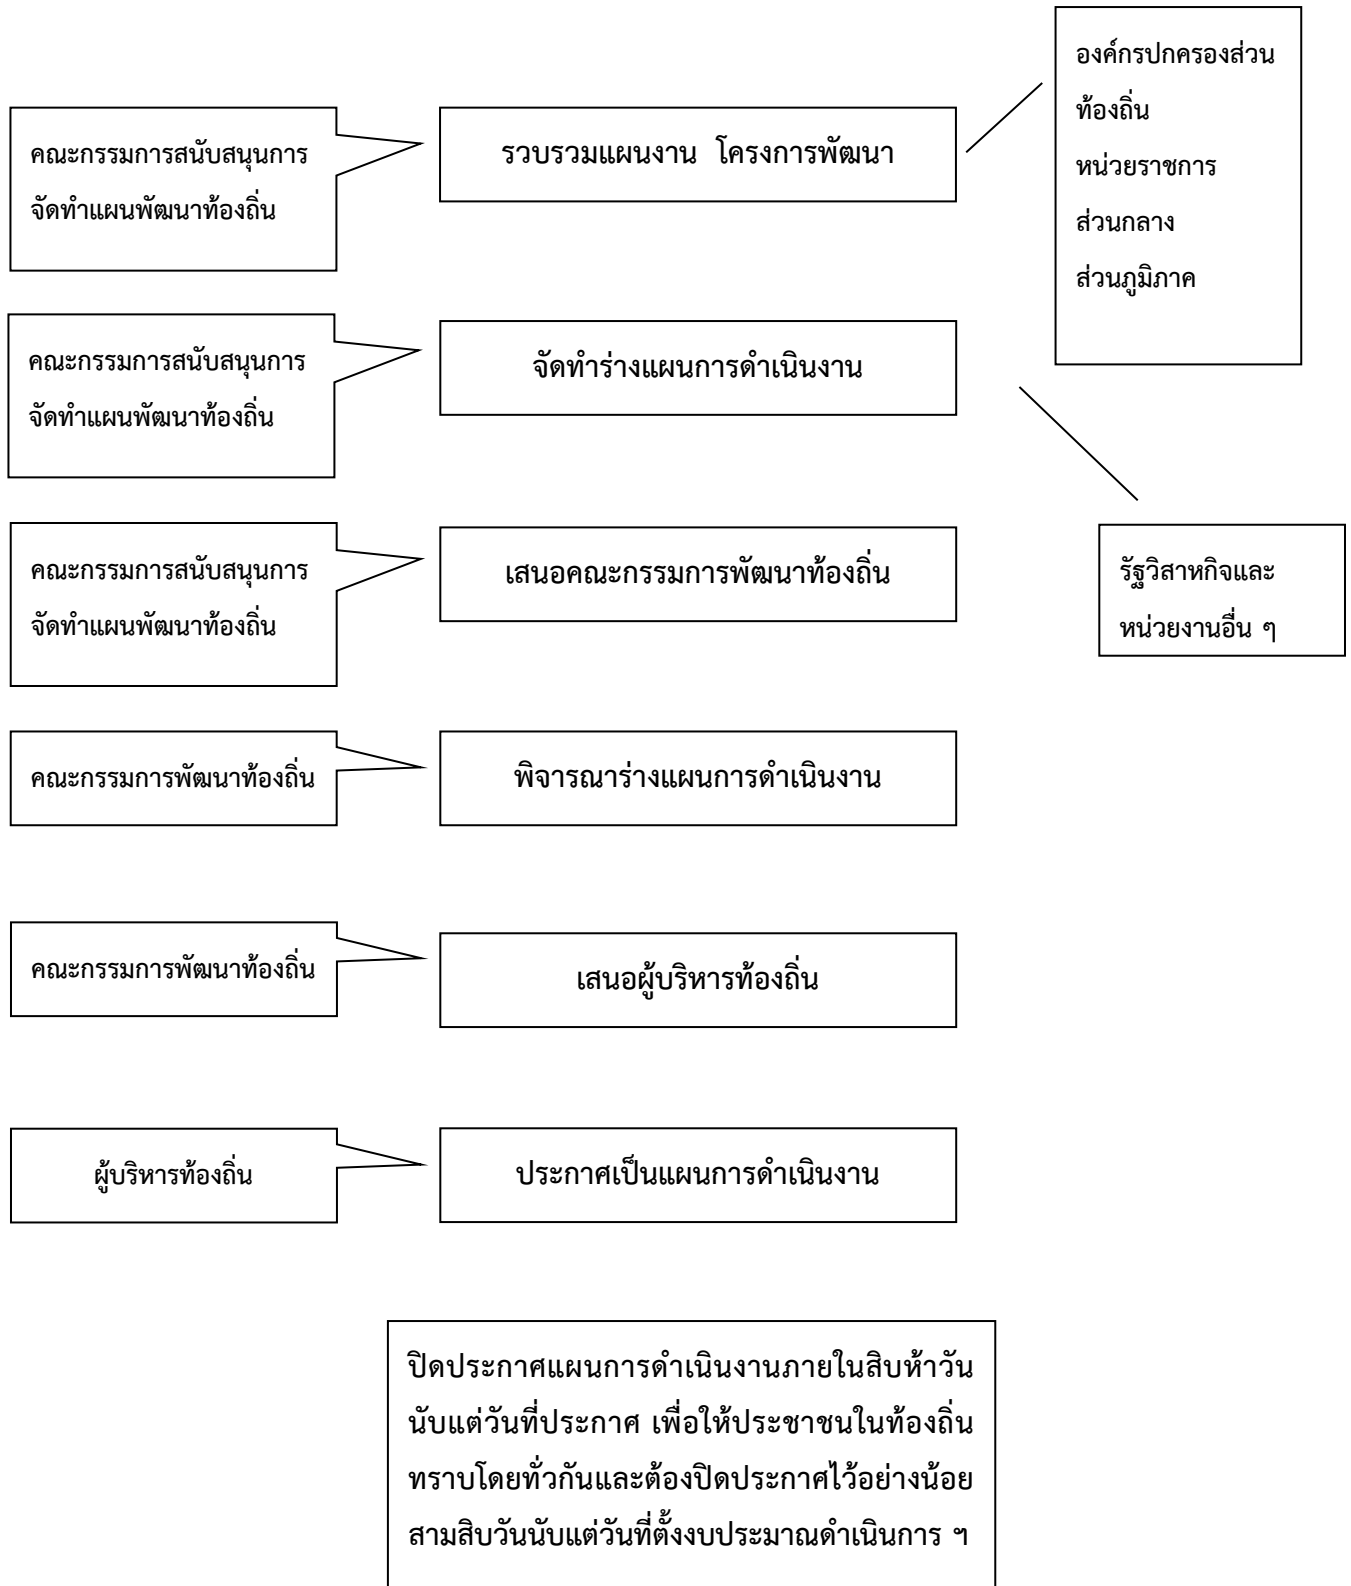 องค์กรปกครองส่วน
ท้องถิ่น
หน่วยราชการ
ส่วนกลาง
ส่วนภูมิภาค
คณะกรรมการสนับสนุนการ
จัดทำแผนพัฒนาท้องถิ่น
รวบรวมแผนงาน โครงการพัฒนา
คณะกรรมการสนับสนุนการ
จัดทำแผนพัฒนาท้องถิ่น
จัดทำร่างแผนการดำเนินงาน
คณะกรรมการสนับสนุนการ
จัดทำแผนพัฒนาท้องถิ่น
เสนอคณะกรรมการพัฒนาท้องถิ่น
รัฐวิสาหกิจและ
หน่วยงานอื่น ๆ
คณะกรรมการพัฒนาท้องถิ่น
พิจารณาร่างแผนการดำเนินงาน
คณะกรรมการพัฒนาท้องถิ่น
เสนอผู้บริหารท้องถิ่น
ผู้บริหารท้องถิ่น
ประกาศเป็นแผนการดำเนินงาน
ปิดประกาศแผนการดำเนินงานภายในสิบห้าวัน
นับแต่วันที่ประกาศ เพื่อให้ประชาชนในท้องถิ่น
ทราบโดยทั่วกันและต้องปิดประกาศไว้อย่างน้อย
สามสิบวันนับแต่วันที่ตั้งงบประมาณดำเนินการ ฯ